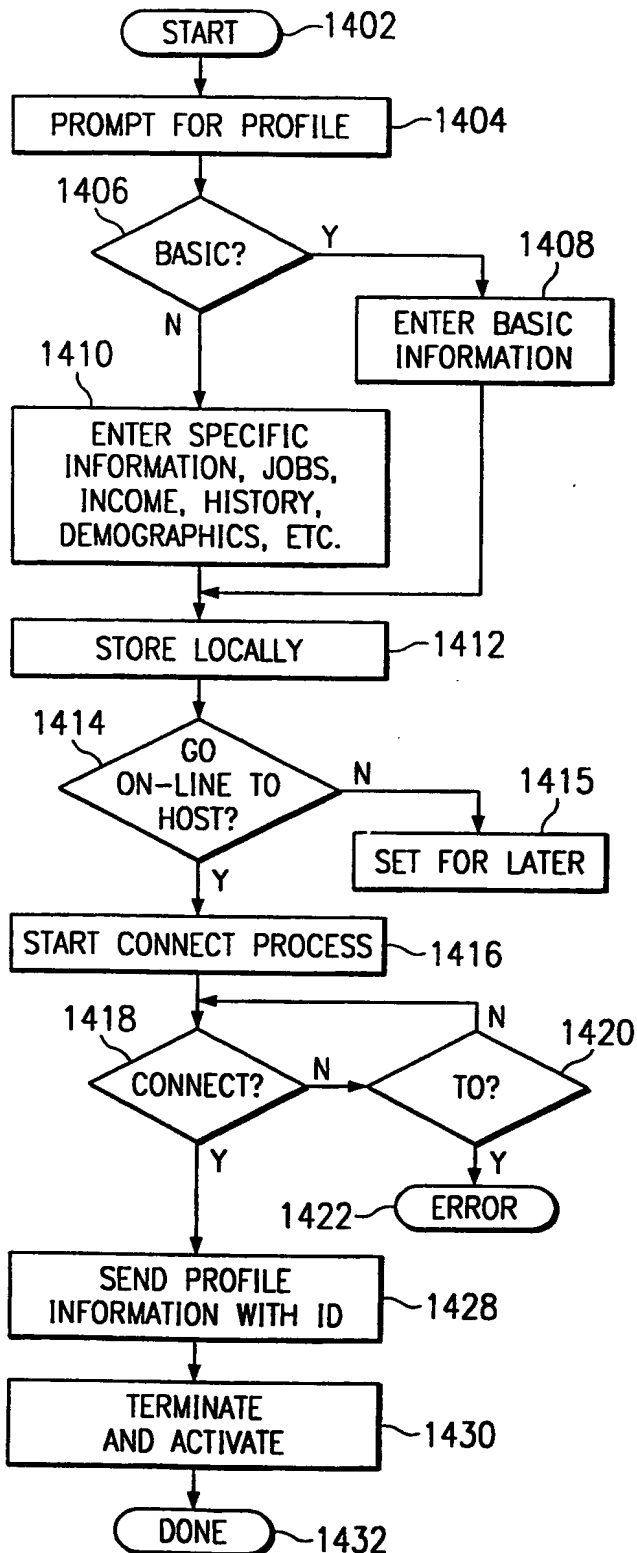 START
1402
PROMPT FOR PROFILE
1404
1406
BASIC?
Y
N
1408
ENTER BASIC
INFORMATION
1410
ENTER SPECIFIC
INFORMATION, JOBS,
INCOME, HISTORY,
DEMOGRAPHICS, ETC.
STORE LOCALLY
1412
1414
GO
ON-LINE TO
HOST?
N
Y
1415
SET FOR LATER
START CONNECT PROCESS
1416
1418
CONNECT?
N
Y
N
1420
TO?
Y
1422
ERROR
SEND PROFILE
INFORMATION WITH ID
1428
TERMINATE
AND ACTIVATE
1430
DONE
1432